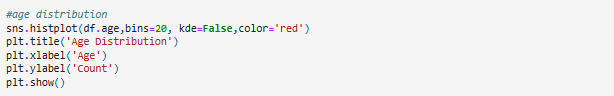 #age distribution
sns.histplot(df.age,bins=20, kde=False,color='red')
plt.title('Age Distribution')
plt.xlabel('Age')
plt.ylabel('Count')
plt.show()